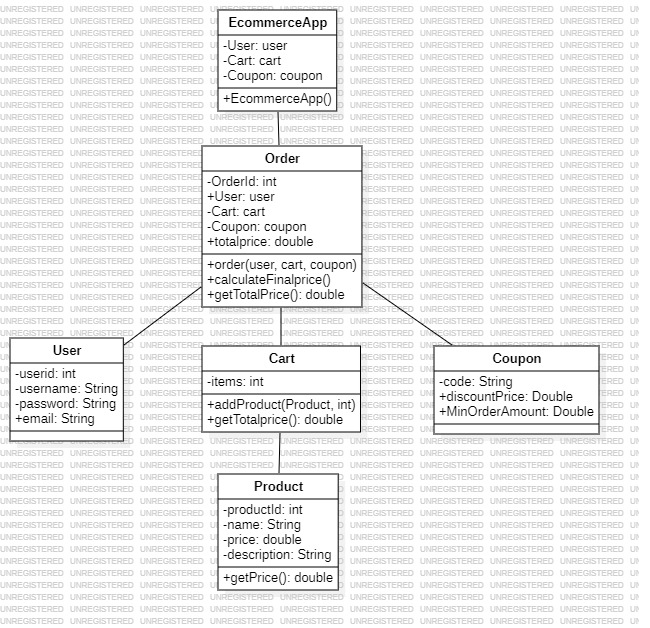 EcommerceApp
-User: user
-Cart: cart
-Coupon: coupon
+EcommerceApp()
Order
-OrderId: int
+User: user
-Cart: cart
-Coupon: coupon
+totalprice: double
+order(user, cart, coupon)
+calculateFinalprice()
+getTotalPrice(): double
User
-userid: int
-username: String
-password: String
+email: String
Cart
-items: int
+addProduct(Product, int)
+getTotalprice(): double
Coupon
-code: String
+discountPrice: Double
+MinOrderAmount: Double
Product
-productId: int
-name: String
-price: double
-description: String
+getPrice(): double
UNREGISTERED